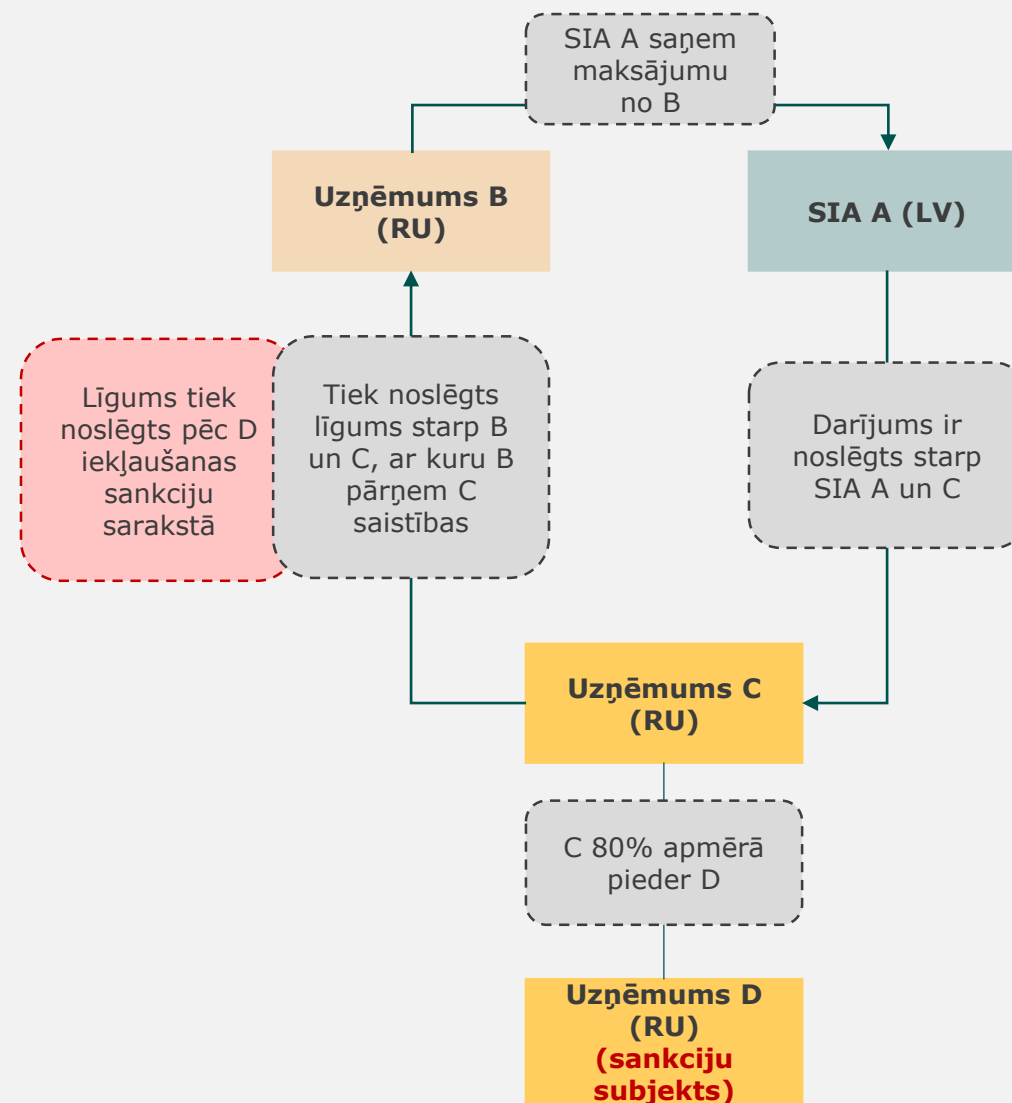 SIA A saņem
maksājumu
no B
Uzņēmums B
(RU)
SIA A (LV)
Līgums tiek
noslēgts pēc D
iekļaušanas
sankciju
sarakstā
Tiek noslēgts
līgums starp B
un C, ar kuru B
pārņem C
saistības
Darījums ir
noslēgts starp
SIA A un C
Uzņēmums C
(RU)
C 80% apmērā
pieder D
Uzņēmums D
(RU)
(sankciju
subjekts)